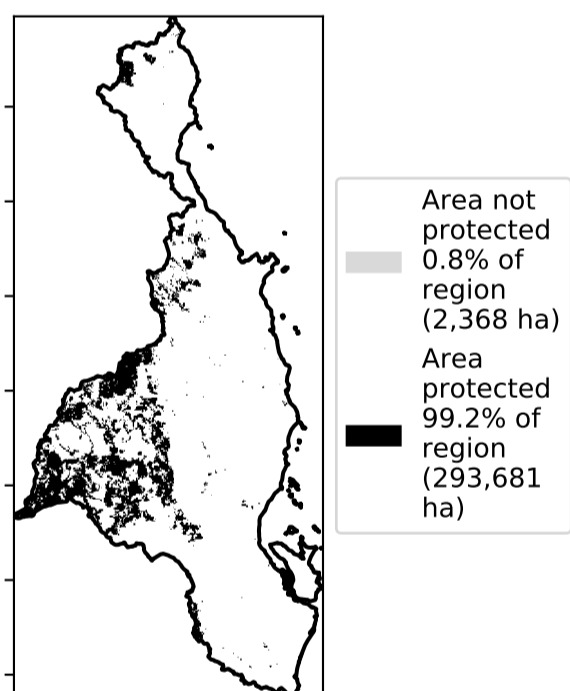 Area not
protected
0.8% of
region
(2,368 ha)
Area
protected
99.2% of
region
(293,681
ha)